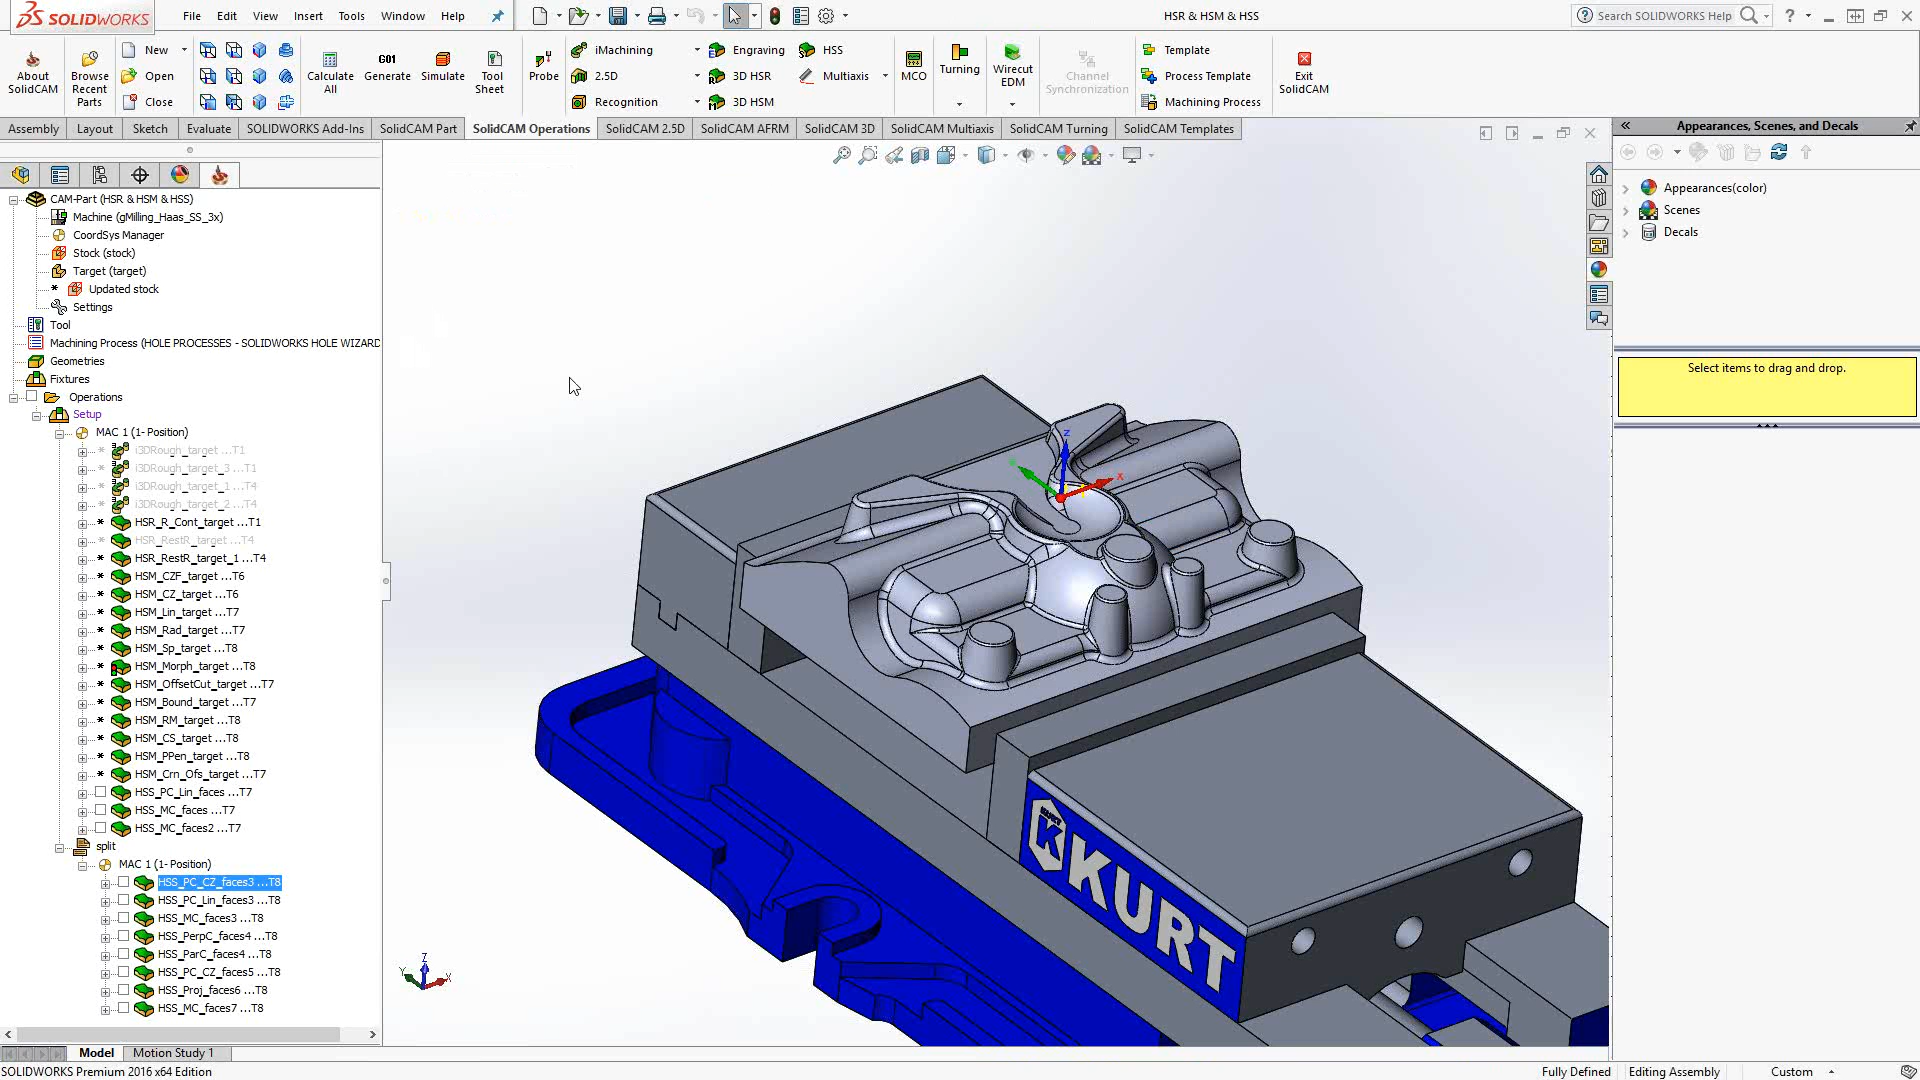 SOLIDWORKS
File Edit View Insert Tools Window Help
HSR & HSM & HSS
Search SOLIDWORKS Help
About SolidCAM
Browse Recent Parts
New
Open
Close
Calculate All
G01
Generate
Simulate
Tool Sheet
Probe
iMachining
2.5D
Recognition
Engraving
3D HSR
3D HSM
HSS
Multiaxis
MCO
Turning
Wirecut EDM
Channel Synchronization
Template
Process Template
Machining Process
Exit SolidCAM
Assembly Layout Sketch Evaluate SOLIDWORKS Add-Ins SolidCAM Part SolidCAM Operations SolidCAM 2.5D SolidCAM AFRM SolidCAM 3D SolidCAM Multiaxis SolidCAM Turning SolidCAM Templates
CAM-Part (HSR & HSM & HSS)
Machine (gMilling_Haas_SS_3x)
CoordSys Manager
Stock (stock)
Target (target)
* Updated stock
Settings
Tool
Machining Process (HOLE PROCESSES - SOLIDWORKS HOLE WIZARD
Geometries
Fixtures
Operations
Setup
MAC 1 (1- Position)
* i3DRough_target ...T1
* i3DRough_target_3 ...T1
* i3DRough_target_1 ...T4
* i3DRough_target_2 ...T4
* HSR_R_Cont_target ...T1
* HSR_RestR_target ...T4
* HSR_RestR_target_1 ...T4
* HSM_CZF_target ...T6
* HSM_CZ_target ...T6
* HSM_Lin_target ...T7
* HSM_Rad_target ...T7
* HSM_Sp_target ...T8
* HSM_Morph_target ...T8
* HSM_OffsetCut_target ...T7
* HSM_Bound_target ...T7
* HSM_RM_target ...T8
* HSM_CS_target ...T8
* HSM_PPen_target ...T8
* HSM_Crn_Ofs_target ...T7
HSS_PC_Lin_faces ...T7
HSS_MC_faces ...T7
HSS_MC_faces2 ...T7
split
MAC 1 (1- Position)
HSS_PC_CZ_faces3 ...T8
HSS_PC_Lin_faces3 ...T8
HSS_MC_faces3 ...T8
HSS_PerpC_faces4 ...T8
HSS_ParC_faces4 ...T8
HSS_PC_CZ_faces5 ...T8
HSS_Proj_faces6 ...T8
HSS_MC_faces7 ...T8
Z
X
KURT
Z
Y
X
Appearances, Scenes, and Decals
Appearances(color)
Scenes
Decals
Select items to drag and drop.
Model Motion Study 1
SOLIDWORKS Premium 2016 x64 Edition
Fully Defined Editing Assembly Custom